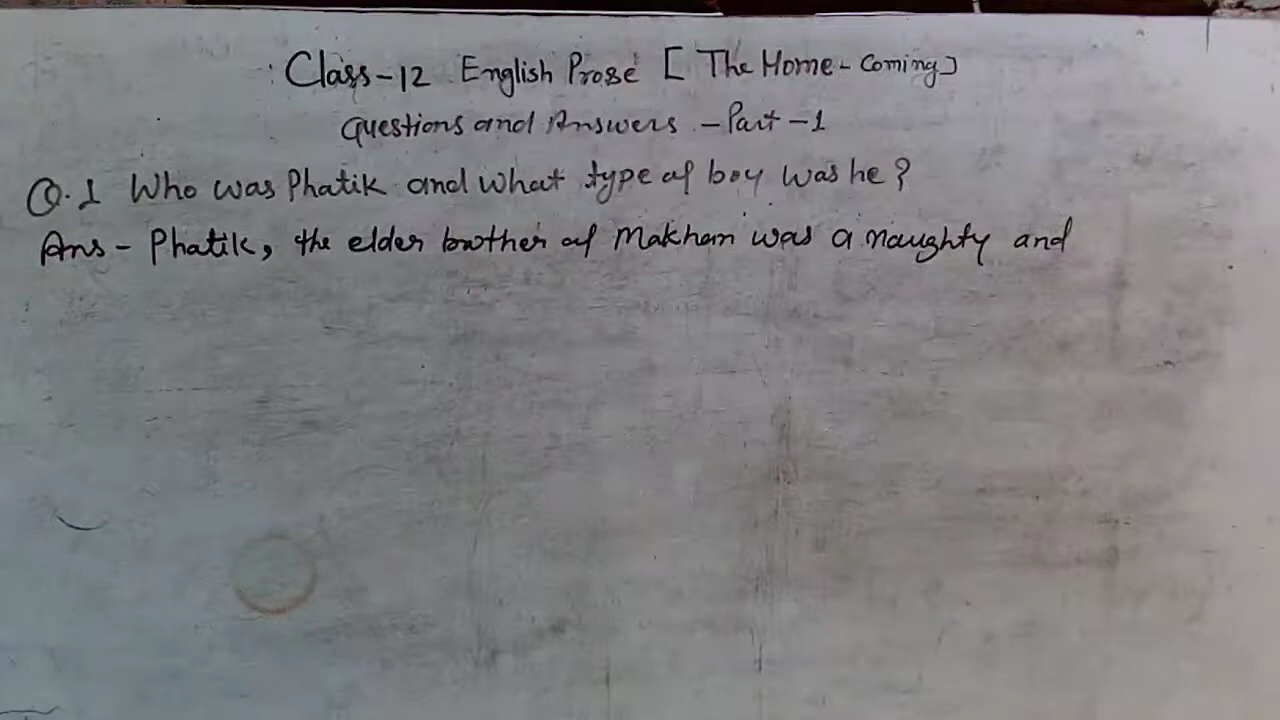 Class-12 English Prose [ The Home-Coming]
Questions and Answers - Part-1
Q.1 Who was Phatik and what type of boy was he?
Ans - Phatik, the elder brother of Makhan was a naughty and